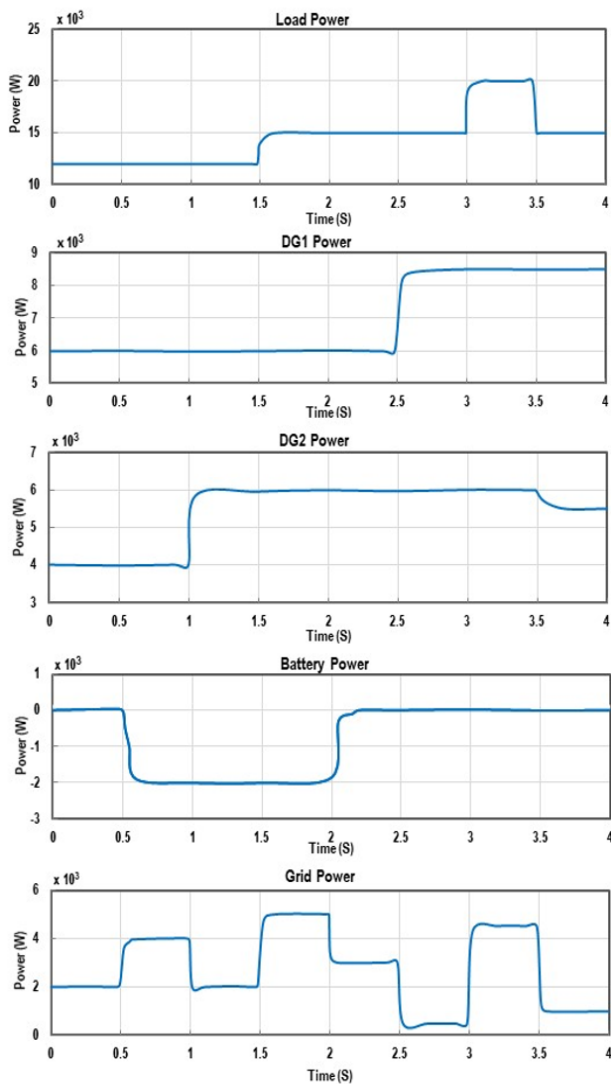 x 10³
Load Power
Power (W)
25
20
15
10
0 0.5 1 1.5 2 2.5 3 3.5 4
Time (S)
x 10³
DG1 Power
Power (W)
9
8
7
6
5
0 0.5 1 1.5 2 2.5 3 3.5 4
Time (S)
x 10³
DG2 Power
Power (W)
7
6
5
4
3
0 0.5 1 1.5 2 2.5 3 3.5 4
Time (S)
x 10³
Battery Power
Power (W)
1
0
-1
-2
-3
0 0.5 1 1.5 2 2.5 3 3.5 4
Time (S)
x 10³
Grid Power
Power (W)
6
4
2
0
0 0.5 1 1.5 2 2.5 3 3.5 4
Time (S)